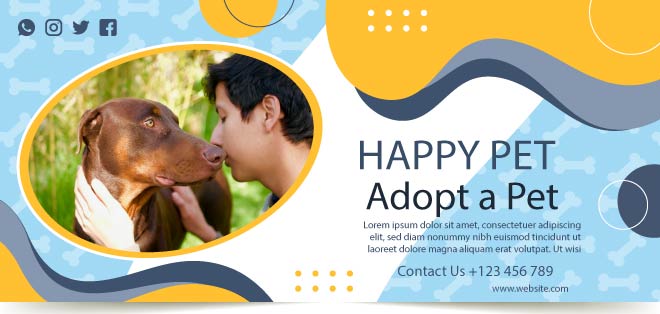 HAPPY PET
Adopt a Pet
Lorem ipsum dolor sit amet, consectetuer adipiscing
elit, sed diam nonummy nibh euismod tincidunt ut
laoreet dolore magna aliquam erat volutpat. Ut wisi
Contact Us +123 456 789
www.website.com